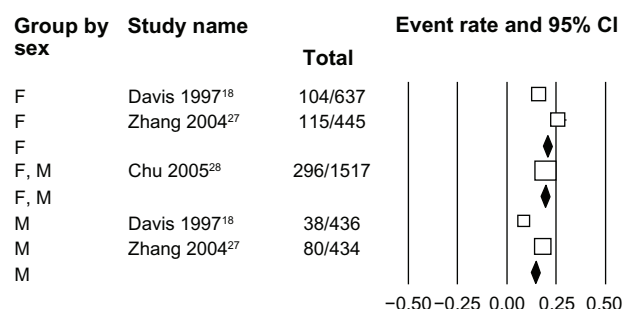 Group by sex Study name Event rate and 95% CI
Total
F Davis 1997¹⁸ 104/637
F Zhang 2004²⁷ 115/445
F
F, M Chu 2005²⁸ 296/1517
F, M
M Davis 1997¹⁸ 38/436
M Zhang 2004²⁷ 80/434
M
−0.50 −0.25 0.00 0.25 0.50